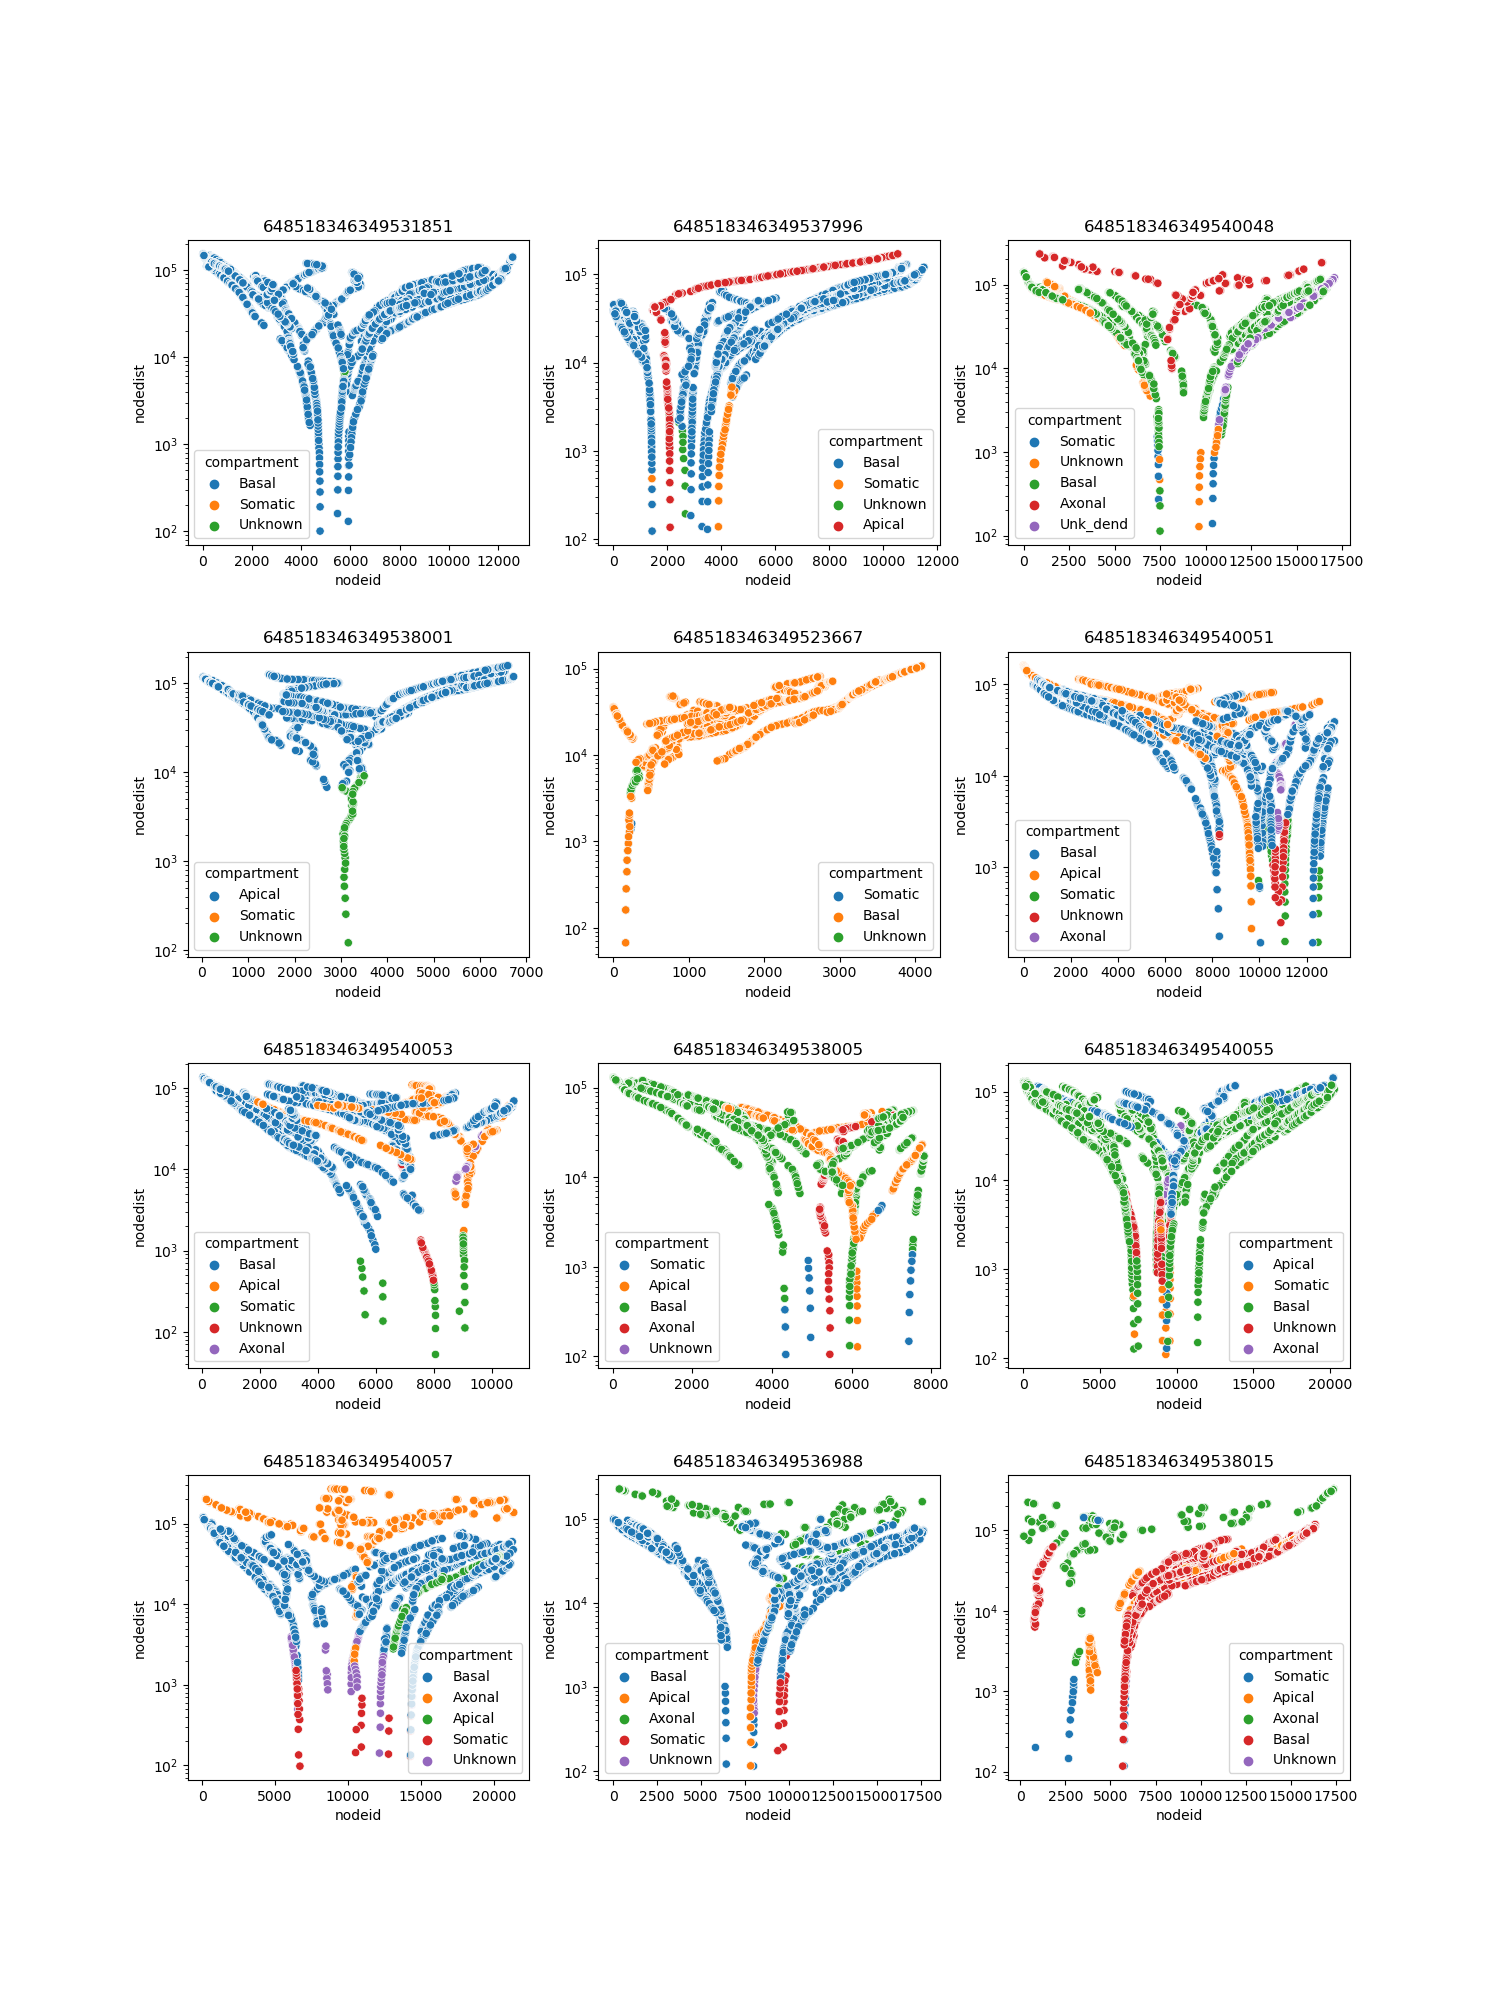 648518346349531851
nodedist
10^5
10^4
10^3
10^2
compartment
Basal
Somatic
Unknown
0 2000 4000 6000 8000 10000 12000
nodeid
648518346349537996
nodedist
10^5
10^4
10^3
10^2
compartment
Basal
Somatic
Unknown
Apical
0 2000 4000 6000 8000 10000 12000
nodeid
648518346349540048
nodedist
10^5
10^4
10^3
10^2
compartment
Somatic
Unknown
Basal
Axonal
Unk_dend
0 2500 5000 7500 10000 12500 15000 17500
nodeid
648518346349538001
nodedist
10^5
10^4
10^3
10^2
compartment
Apical
Somatic
Unknown
0 1000 2000 3000 4000 5000 6000 7000
nodeid
648518346349523667
nodedist
10^5
10^4
10^3
10^2
compartment
Somatic
Basal
Unknown
0 1000 2000 3000 4000
nodeid
648518346349540051
nodedist
10^5
10^4
10^3
compartment
Basal
Apical
Somatic
Unknown
Axonal
0 2000 4000 6000 8000 10000 12000
nodeid
648518346349540053
nodedist
10^5
10^4
10^3
10^2
compartment
Basal
Apical
Somatic
Unknown
Axonal
0 2000 4000 6000 8000 10000
nodeid
648518346349538005
nodedist
10^5
10^4
10^3
10^2
compartment
Somatic
Apical
Basal
Axonal
Unknown
0 2000 4000 6000 8000
nodeid
648518346349540055
nodedist
10^5
10^4
10^3
10^2
compartment
Apical
Somatic
Basal
Unknown
Axonal
0 5000 10000 15000 20000
nodeid
648518346349540057
nodedist
10^5
10^4
10^3
10^2
compartment
Basal
Axonal
Apical
Somatic
Unknown
0 5000 10000 15000 20000
nodeid
648518346349536988
nodedist
10^5
10^4
10^3
10^2
compartment
Basal
Apical
Axonal
Somatic
Unknown
0 2500 5000 7500 10000 12500 15000 17500
nodeid
648518346349538015
nodedist
10^5
10^4
10^3
10^2
compartment
Somatic
Apical
Axonal
Basal
Unknown
0 2500 5000 7500 10000 12500 15000 17500
nodeid